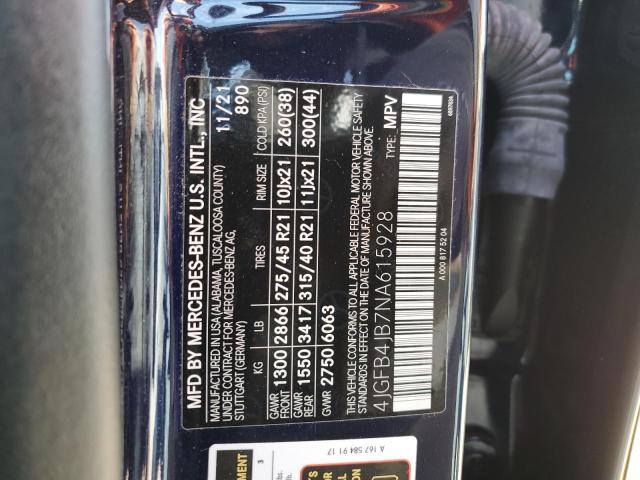 MFD BY MERCEDES-BENZ U.S. INTL., INC 11/21
MANUFACTURED IN USA (ALABAMA, TUSCALOOSA COUNTY) 890
UNDER CONTRACT FOR MERCEDES-BENZ AG,
STUTTGART (GERMANY)
KG LB TIRES RIM SIZE COLD KPA (PSI)
GAWR FRONT 1300 2866 275/45 R21 10Jx21 260(38)
GAWR REAR 1550 3417 315/40 R21 11Jx21 300(44)
GVWR 2750 6063
THIS VEHICLE CONFORMS TO ALL APPLICABLE FEDERAL MOTOR VEHICLE SAFETY
STANDARDS IN EFFECT ON THE DATE OF MANUFACTURE SHOWN ABOVE.
4JGFB4JB7NA615928 TYPE: MPV
A 000 817 52 04
A 167 584 91 17
3